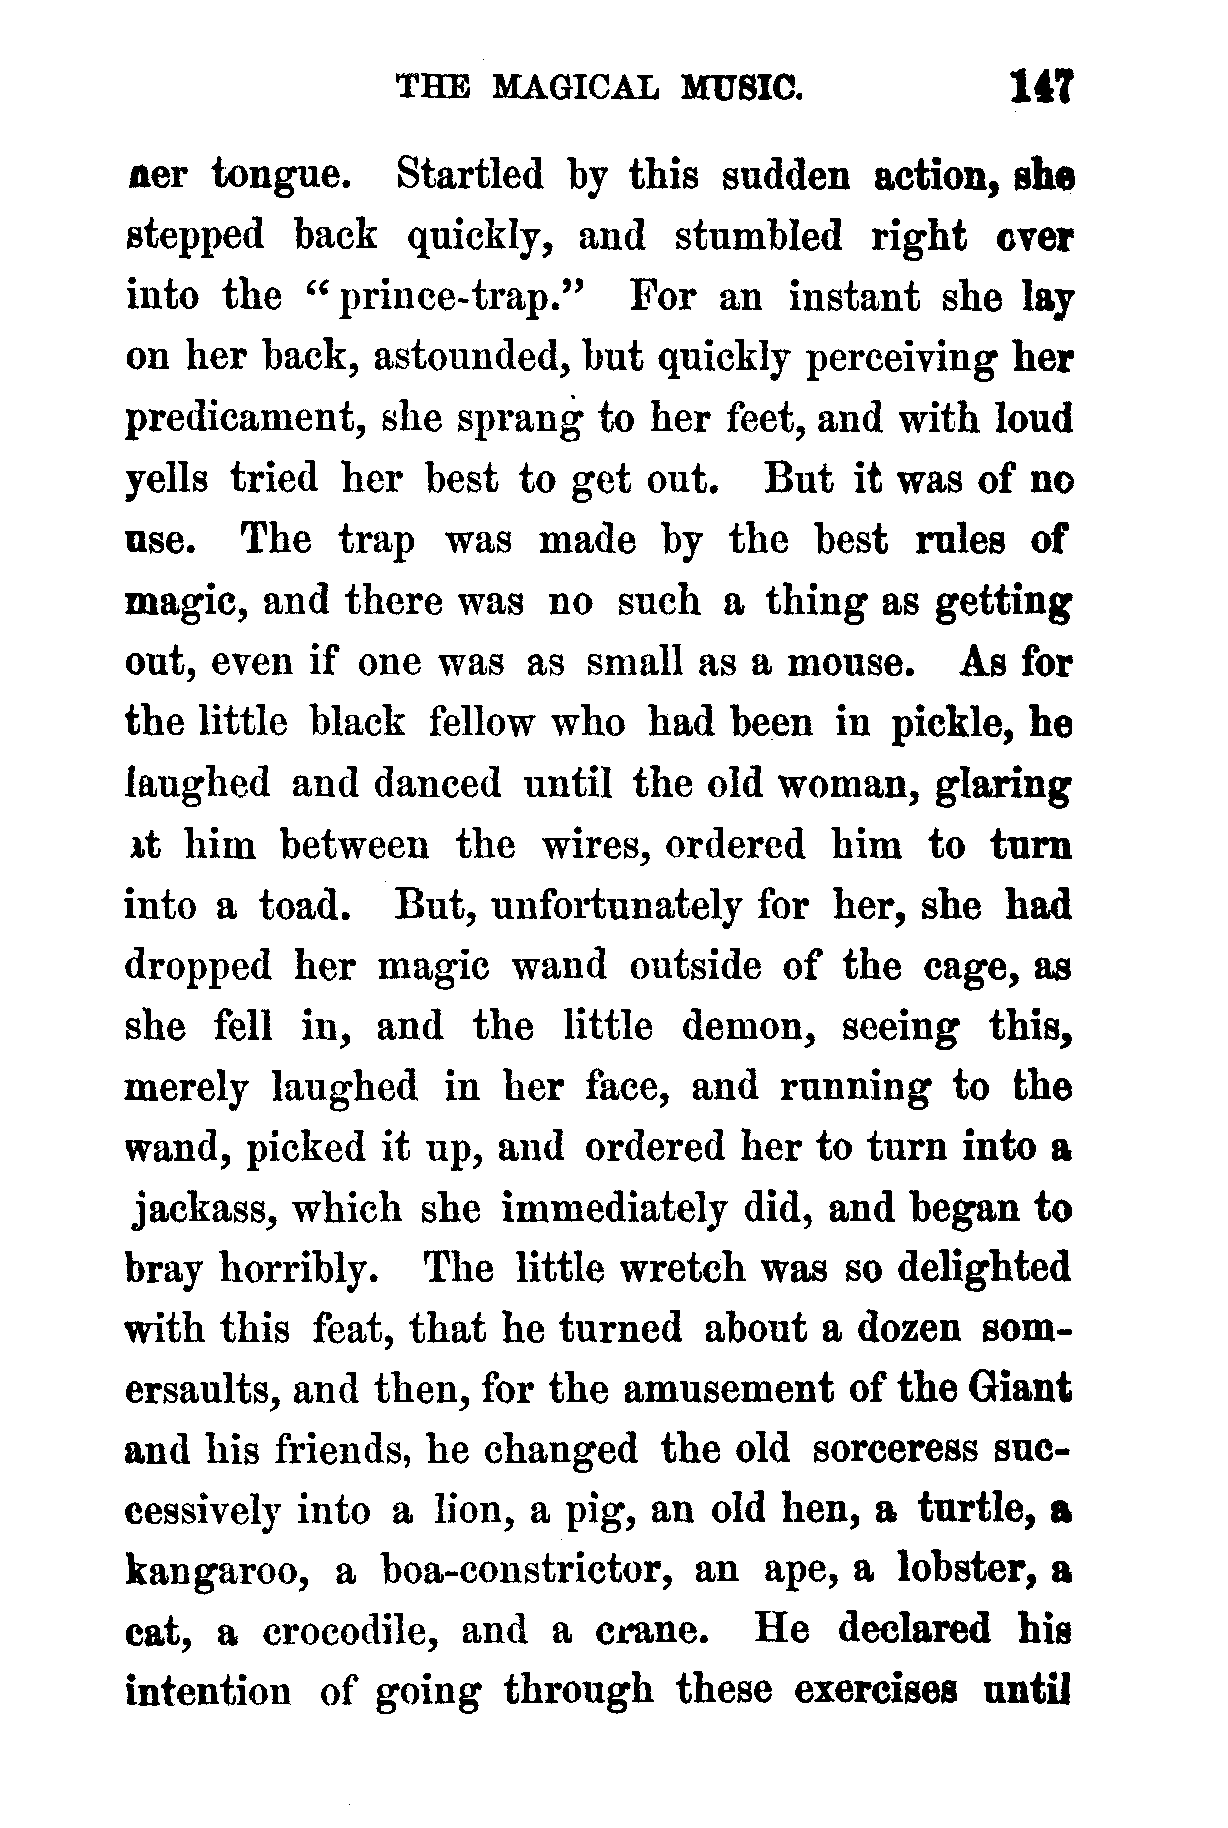 THE MAGICAL MUSIC. 147
her tongue. Startled by this sudden action, she
stepped back quickly, and stumbled right over
into the “prince-trap.” For an instant she lay
on her back, astounded, but quickly perceiving her
predicament, she sprang to her feet, and with loud
yells tried her best to get out. But it was of no
use. The trap was made by the best rules of
magic, and there was no such a thing as getting
out, even if one was as small as a mouse. As for
the little black fellow who had been in pickle, he
laughed and danced until the old woman, glaring
at him between the wires, ordered him to turn
into a toad. But, unfortunately for her, she had
dropped her magic wand outside of the cage, as
she fell in, and the little demon, seeing this,
merely laughed in her face, and running to the
wand, picked it up, and ordered her to turn into a
jackass, which she immediately did, and began to
bray horribly. The little wretch was so delighted
with this feat, that he turned about a dozen som-
ersaults, and then, for the amusement of the Giant
and his friends, he changed the old sorceress suc-
cessively into a lion, a pig, an old hen, a turtle, a
kangaroo, a boa-constrictor, an ape, a lobster, a
cat, a crocodile, and a crane. He declared his
intention of going through these exercises until